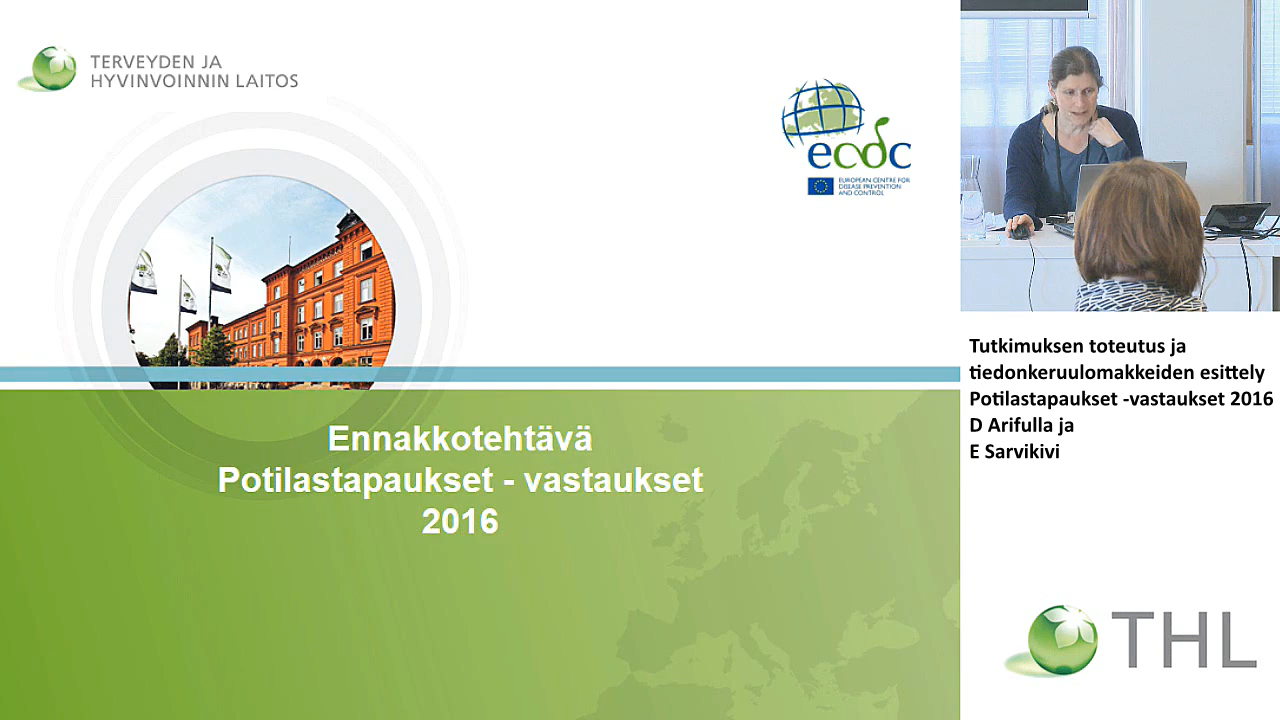 TERVEYDEN JA
HYVINVOINNIN LAITOS
ecdc
EUROPEAN CENTRE FOR
DISEASE PREVENTION
AND CONTROL
Ennakkotehtävä
Potilastapaukset - vastaukset
2016
Tutkimuksen toteutus ja
tiedonkeruulomakkeiden esittely
Potilastapaukset -vastaukset 2016
D Arifulla ja
E Sarvikivi
THL